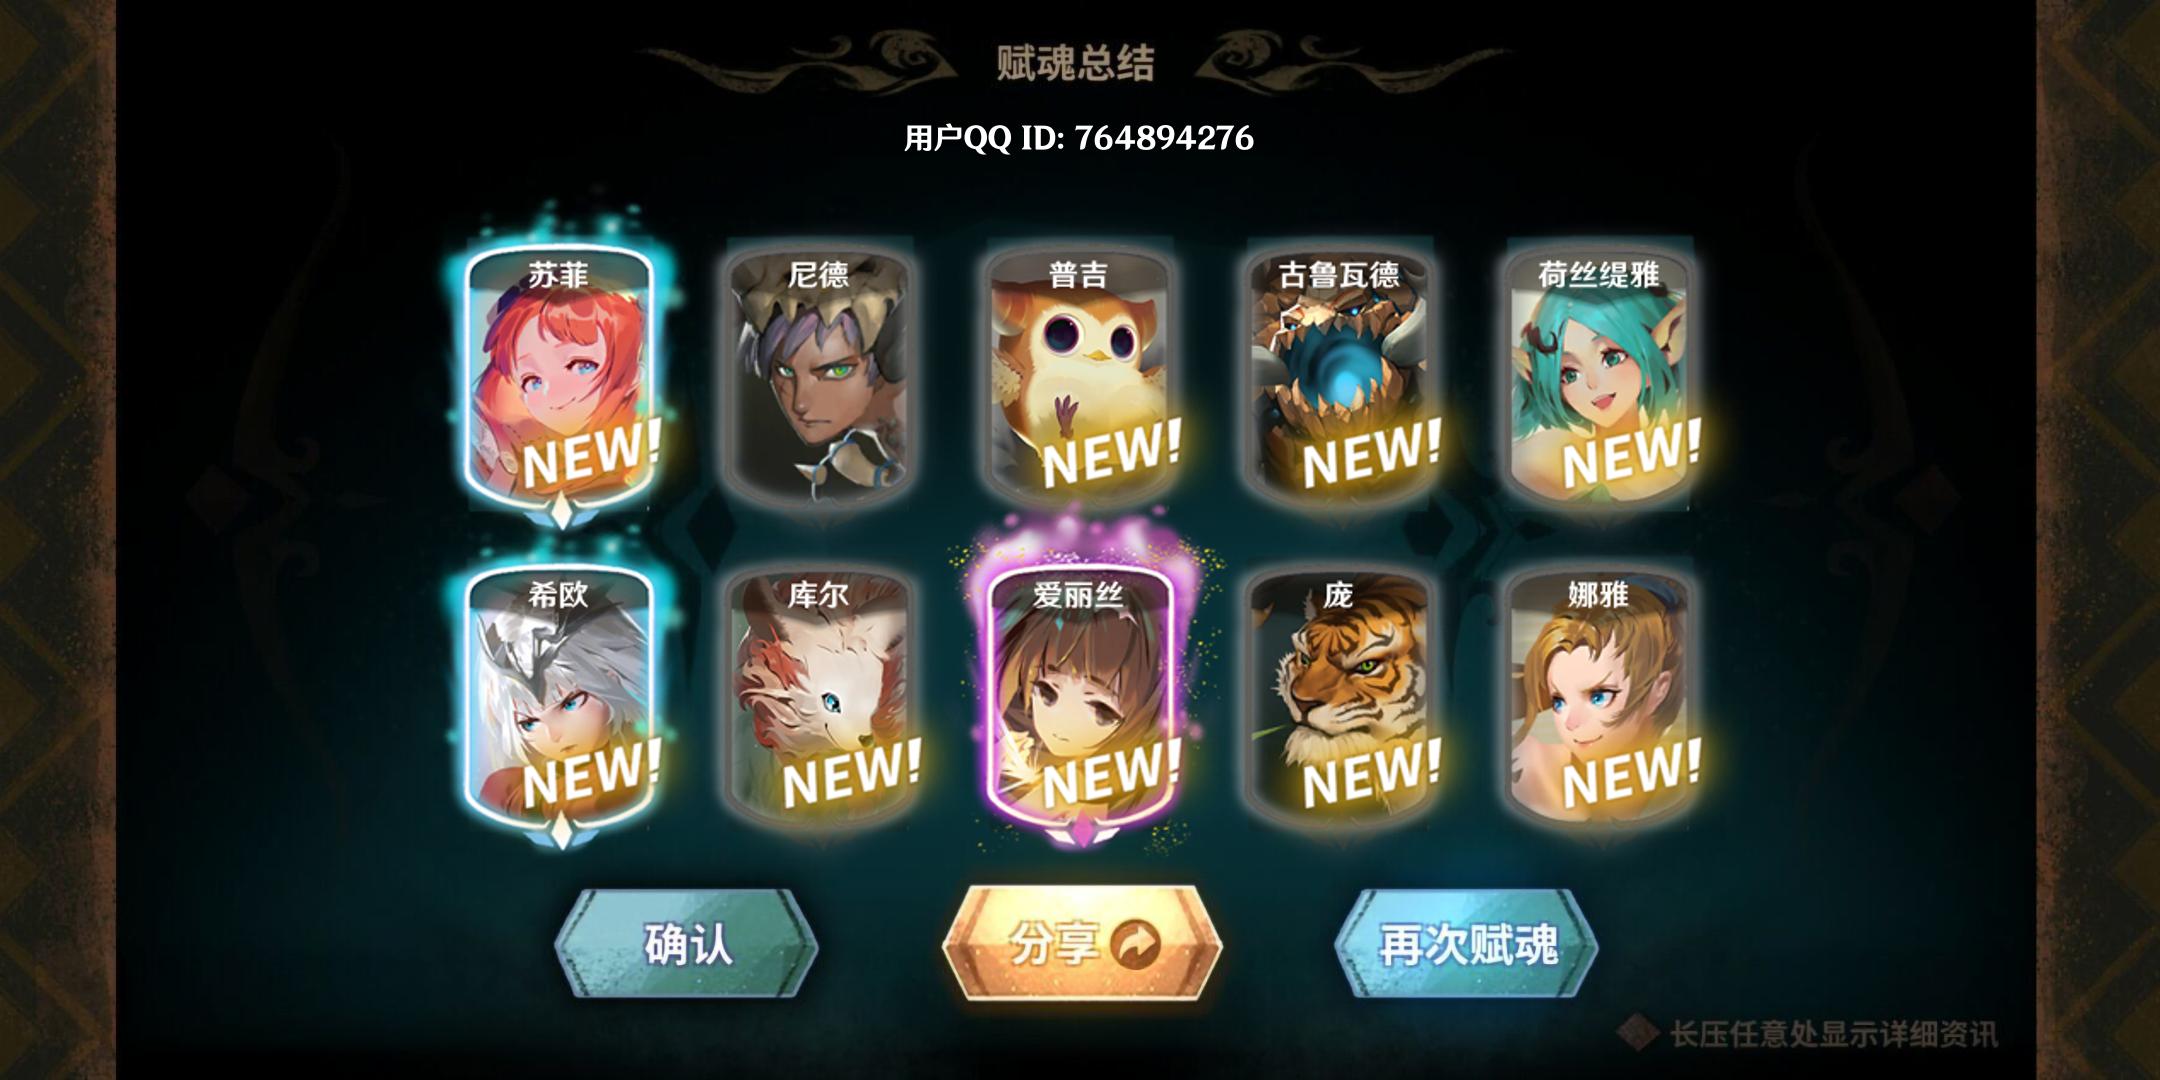 赋魂总结
用户QQ ID: 764894276
苏菲 尼德 普吉 古鲁瓦德 荷丝缇雅
NEW! NEW! NEW! NEW!
希欧 库尔 爱丽丝 庞 娜雅
NEW! NEW! NEW! NEW! NEW!
确认 分享 再次赋魂
长压任意处显示详细资讯